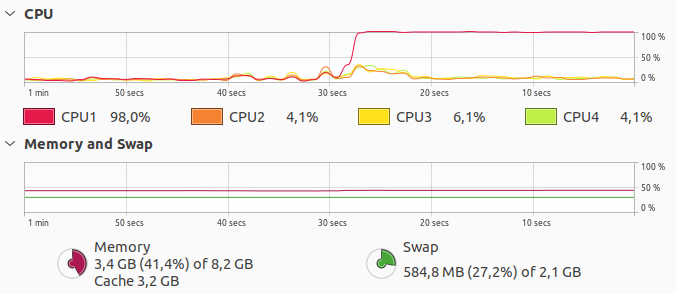 CPU
100 %
50 %
0 %
1 min 50 secs 40 secs 30 secs 20 secs 10 secs
CPU1 98,0% CPU2 4,1% CPU3 6,1% CPU4 4,1%
Memory and Swap
100 %
50 %
0 %
1 min 50 secs 40 secs 30 secs 20 secs 10 secs
Memory
3,4 GB (41,4%) of 8,2 GB
Cache 3,2 GB
Swap
584,8 MB (27,2%) of 2,1 GB